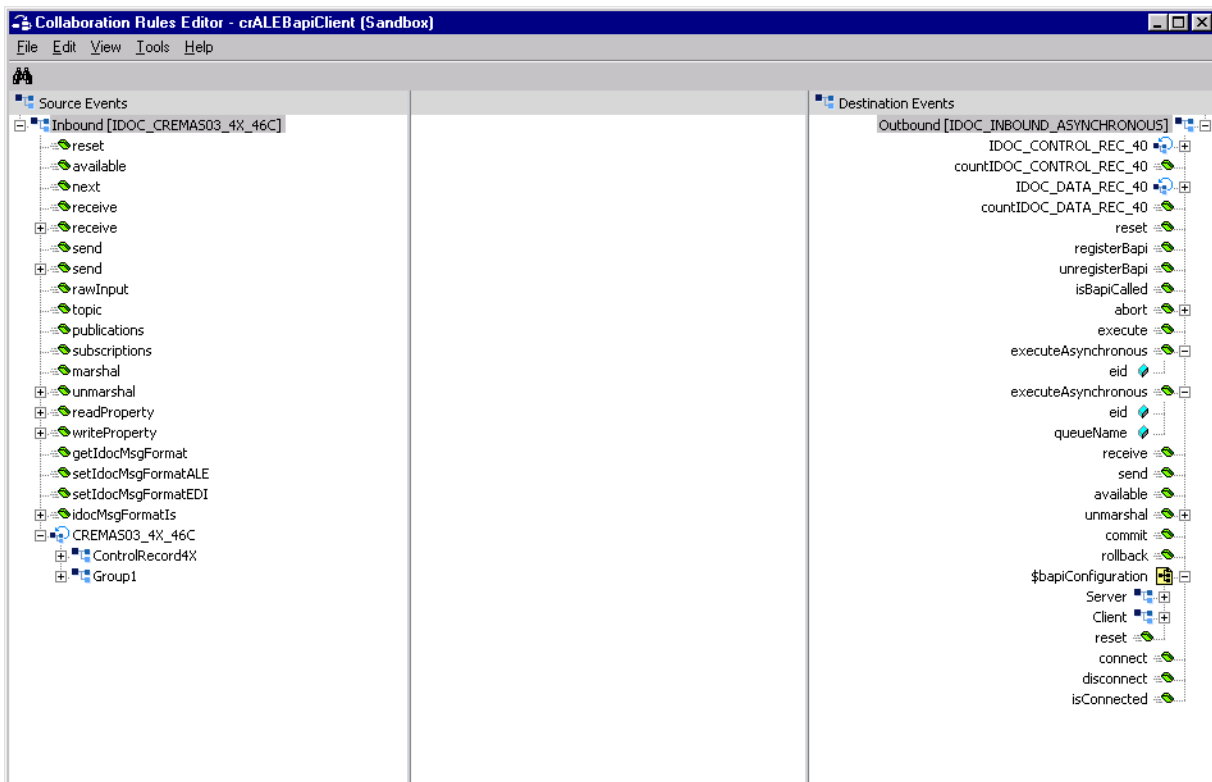 Collaboration Rules Editor - crALEBapiClient (Sandbox)
File Edit View Tools Help
Source Events
Inbound [IDOC_CREMAS03_4X_46C]
reset
available
next
receive
receive
send
send
rawInput
topic
publications
subscriptions
marshal
unmarshal
readProperty
writeProperty
getIdocMsgFormat
setIdocMsgFormatALE
setIdocMsgFormatEDI
idocMsgFormatIs
CREMAS03_4X_46C
ControlRecord4X
Group1
Destination Events
Outbound [IDOC_INBOUND_ASYNCHRONOUS]
IDOC_CONTROL_REC_40
countIDOC_CONTROL_REC_40
IDOC_DATA_REC_40
countIDOC_DATA_REC_40
reset
registerBapi
unregisterBapi
isBapiCalled
abort
execute
executeAsynchronous
eid
executeAsynchronous
eid
queueName
receive
send
available
unmarshal
commit
rollback
$bapiConfiguration
Server
Client
reset
connect
disconnect
isConnected